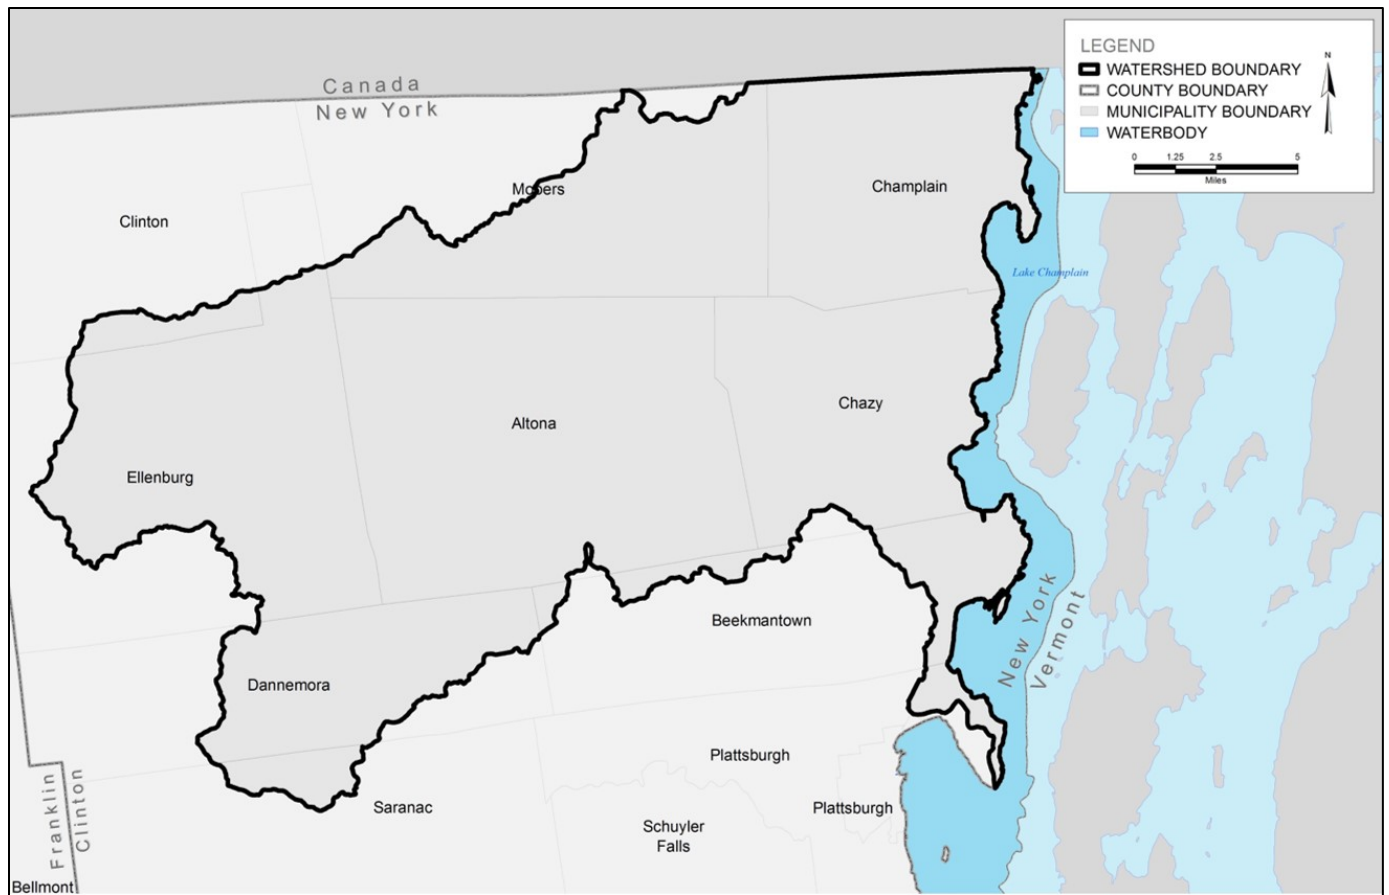 LEGEND
WATERSHED BOUNDARY
COUNTY BOUNDARY
MUNICIPALITY BOUNDARY
WATERBODY
N
0 1.25 2.5 5
Miles
Canada
New York
Mooers
Champlain
Clinton
Lake Champlain
Chazy
Altona
Ellenburg
New York
Vermont
Beekmantown
Dannemora
Plattsburgh
Saranac
Plattsburgh
Schuyler
Falls
Franklin
Clinton
Bellmont